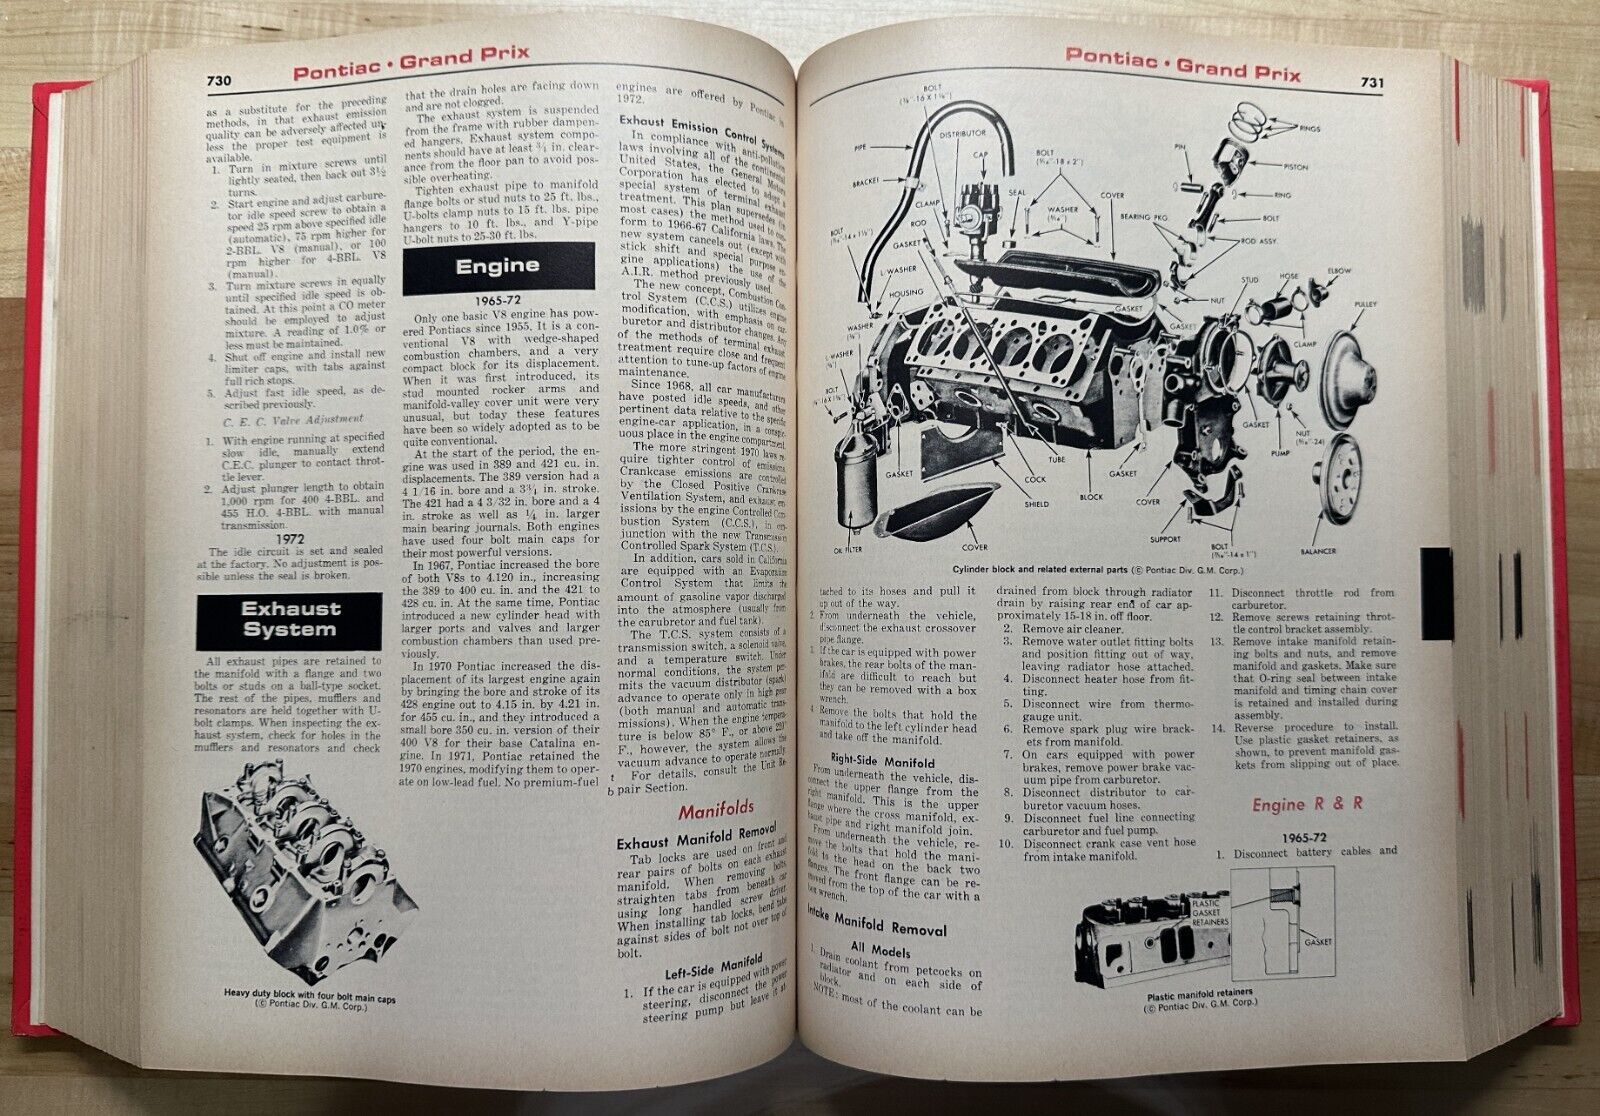 730
Pontiac • Grand Prix
as a substitute for the preceding
methods, in that exhaust emission
quality can be adversely affected un-
less the proper test equipment is
available.
1. Turn in mixture screws until
lightly seated, then back out 3½
turns.
2. Start engine and adjust carbure-
tor idle speed screw to obtain a
speed 25 rpm above specified idle
(automatic), 75 rpm higher for
2-BBL. V8 (manual), or 100
rpm higher for 4-BBL. V8
(manual).
3. Turn mixture screws in equally
until specified idle speed is ob-
tained. At this point a CO meter
should be employed to adjust
mixture. A reading of 1.0% or
less must be maintained.
4. Shut off engine and install new
limiter caps, with tabs against
full rich stops.
5. Adjust fast idle speed, as de-
scribed previously.
C. E. C. Valve Adjustment
1. With engine running at specified
slow idle, manually extend
C.E.C. plunger to contact throt-
tle lever.
2. Adjust plunger length to obtain
1,000 rpm for 400 4-BBL. and
455 H.O. 4-BBL. with manual
transmission.
1972
The idle circuit is set and sealed
at the factory. No adjustment is pos-
sible unless the seal is broken.
Exhaust
System
All exhaust pipes are retained to
the manifold with a flange and two
bolts or studs on a ball-type socket.
The rest of the pipes, mufflers and
resonators are held together with U-
bolt clamps. When inspecting the ex-
haust system, check for holes in the
mufflers and resonators and check
Heavy duty block with four bolt main caps
(© Pontiac Div. G.M. Corp.)
that the drain holes are facing down
and are not clogged.
The exhaust system is suspended
from the frame with rubber dampen-
ed hangers. Exhaust system compo-
nents should have at least ¾ in. clear-
ance from the floor pan to avoid pos-
sible overheating.
Tighten exhaust pipe to manifold
flange bolts or stud nuts to 25 ft. lbs.,
U-bolts clamp nuts to 15 ft. lbs. pipe
hangers to 10 ft. lbs., and Y-pipe
U-bolt nuts to 25-30 ft. lbs.
Engine
1965-72
Only one basic V8 engine has pow-
ered Pontiacs since 1955. It is a con-
ventional V8 with wedge-shaped
combustion chambers, and a very
compact block for its displacement.
When it was first introduced, its
stud mounted rocker arms and
manifold-valley cover unit were very
unusual, but today these features
have been so widely adopted as to be
quite conventional.
At the start of the period, the en-
gine was used in 389 and 421 cu. in.
displacements. The 389 version had a
4 1/16 in. bore and a 3¾ in. stroke.
The 421 had a 4 3/32 in. bore and a 4
in. stroke as well as ¼ in. larger
main bearing journals. Both engines
have used four bolt main caps for
their most powerful versions.
In 1967, Pontiac increased the bore
of both V8s to 4.120 in., increasing
the 389 to 400 cu. in. and the 421 to
428 cu. in. At the same time, Pontiac
introduced a new cylinder head with
larger ports and valves and larger
combustion chambers than used pre-
viously.
In 1970 Pontiac increased the dis-
placement of its largest engine again
by bringing the bore and stroke of its
428 engine out to 4.15 in. by 4.21 in.
for 455 cu. in., and they introduced a
small bore 350 cu. in. version of their
400 V8 for their base Catalina en-
gine. In 1971, Pontiac retained the
1970 engines, modifying them to oper-
ate on low-lead fuel. No premium-fuel
engines are offered by Pontiac in
1972.
Exhaust Emission Control Systems
In compliance with anti-pollution
laws involving all of the continental
United States, the General Motors
Corporation has elected to adopt a
special system of terminal exhaust
treatment. This plan supersedes (in
most cases) the method used to con-
form to 1966-67 California laws. The
new system cancels out (except with
stick shift and special purpose en-
gine applications) the use of the
A.I.R. method previously used.
The new concept, Combustion Con-
trol System (C.C.S.) utilizes engine
modification, with emphasis on car-
buretor and distributor changes. Any
of the methods of terminal exhaust
treatment require close and frequent
attention to tune-up factors of engine
maintenance.
Since 1968, all car manufacturers
have posted idle speeds, and other
pertinent data relative to the specific
engine-car application, in a conspic-
uous place in the engine compartment.
The more stringent 1970 laws re-
quire tighter control of emissions.
Crankcase emissions are controlled
by the Closed Positive Crankcase
Ventilation System, and exhaust em-
issions by the engine Controlled Com-
bustion System (C.C.S.), in con-
junction with the new Transmission
Controlled Spark System (T.C.S.).
In addition, cars sold in California
are equipped with an Evaporation
Control System that limits the
amount of gasoline vapor discharged
into the atmosphere (usually from
the carubretor and fuel tank).
The T.C.S. system consists of a
transmission switch, a solenoid valve,
and a temperature switch. Under
normal conditions, the system per-
mits the vacuum distributor (spark)
advance to operate only in high gear
(both manual and automatic trans-
missions). When the engine tempera-
ture is below 85° F., or above 220°
F., however, the system allows the
vacuum advance to operate normally.
For details, consult the Unit Re-
pair Section.
Manifolds
Exhaust Manifold Removal
Tab locks are used on front and
rear pairs of bolts on each exhaust
manifold. When removing bolts,
straighten tabs from beneath car
using long handled screw driver.
When installing tab locks, bend tabs
against sides of bolt not over top of
bolt.
Left-Side Manifold
1. If the car is equipped with power
steering, disconnect the power
steering pump but leave it at-
Pontiac • Grand Prix
731
BOLT
DISTRIBUTOR
PIPE
CAP
BOLT
(5/16"-18 x 2")
BRACKET
SEAL
COVER
CLAMP
WASHER
BEARING PKG.
ROD
BOLT
GASKET
L-WASHER
HOUSING
WASHER
L-WASHER
BOLT
PIN
RINGS
PISTON
RING
BOLT
ROD ASSY.
NUT
STUD
HOSE
ELBOW
PULLEY
GASKET
GASKET
CLAMP
GASKET
NUT
(5/16"-24)
PUMP
GASKET
GASKET
TUBE
COCK
SHIELD
BLOCK
COVER
SUPPORT
BOLT
BALANCER
OIL FILTER
COVER
Cylinder block and related external parts (© Pontiac Div. G.M. Corp.)
tached to its hoses and pull it
up out of the way.
2. From underneath the vehicle,
disconnect the exhaust crossover
pipe flange.
3. If the car is equipped with power
brakes, the rear bolts of the man-
ifold are difficult to reach but
they can be removed with a box
wrench.
4. Remove the bolts that hold the
manifold to the left cylinder head
and take off the manifold.
Right-Side Manifold
From underneath the vehicle, dis-
connect the upper flange from the
right manifold. This is the upper
flange where the cross manifold, ex-
haust pipe and right manifold join.
From underneath the vehicle, re-
move the bolts that hold the mani-
fold to the head on the back two
flanges. The front flange can be re-
moved from the top of the car with a
box wrench.
Intake Manifold Removal
All Models
1. Drain coolant from petcocks on
radiator and on each side of
block.
NOTE: most of the coolant can be
drained from block through radiator
drain by raising rear end of car ap-
proximately 15-18 in. off floor.
2. Remove air cleaner.
3. Remove water outlet fitting bolts
and position fitting out of way,
leaving radiator hose attached.
4. Disconnect heater hose from fit-
ting.
5. Disconnect wire from thermo-
gauge unit.
6. Remove spark plug wire brack-
ets from manifold.
7. On cars equipped with power
brakes, remove power brake vac-
uum pipe from carburetor.
8. Disconnect distributor to car-
buretor vacuum hoses.
9. Disconnect fuel line connecting
carburetor and fuel pump.
10. Disconnect crank case vent hose
from intake manifold.
11. Disconnect throttle rod from
carburetor.
12. Remove screws retaining throt-
tle control bracket assembly.
13. Remove intake manifold retain-
ing bolts and nuts, and remove
manifold and gaskets. Make sure
that O-ring seal between intake
manifold and timing chain cover
is retained and installed during
assembly.
14. Reverse procedure to install.
Use plastic gasket retainers, as
shown, to prevent manifold gas-
kets from slipping out of place.
Engine R & R
1965-72
1. Disconnect battery cables and
PLASTIC
GASKET
RETAINERS
GASKET
Plastic manifold retainers
(© Pontiac Div. G.M. Corp.)